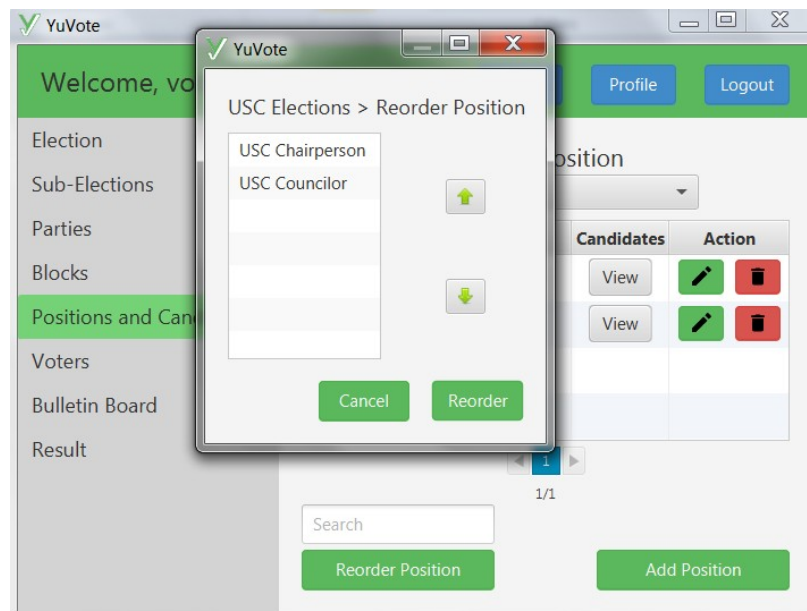 YuVote
Welcome, vo
Profile
Logout
Election
Sub-Elections
Parties
Blocks
Positions and Can
Voters
Bulletin Board
Result
YuVote
USC Elections > Reorder Position
USC Chairperson
USC Councilor
Cancel
Reorder
osition
Candidates
Action
View
View
1
1/1
Search
Reorder Position
Add Position